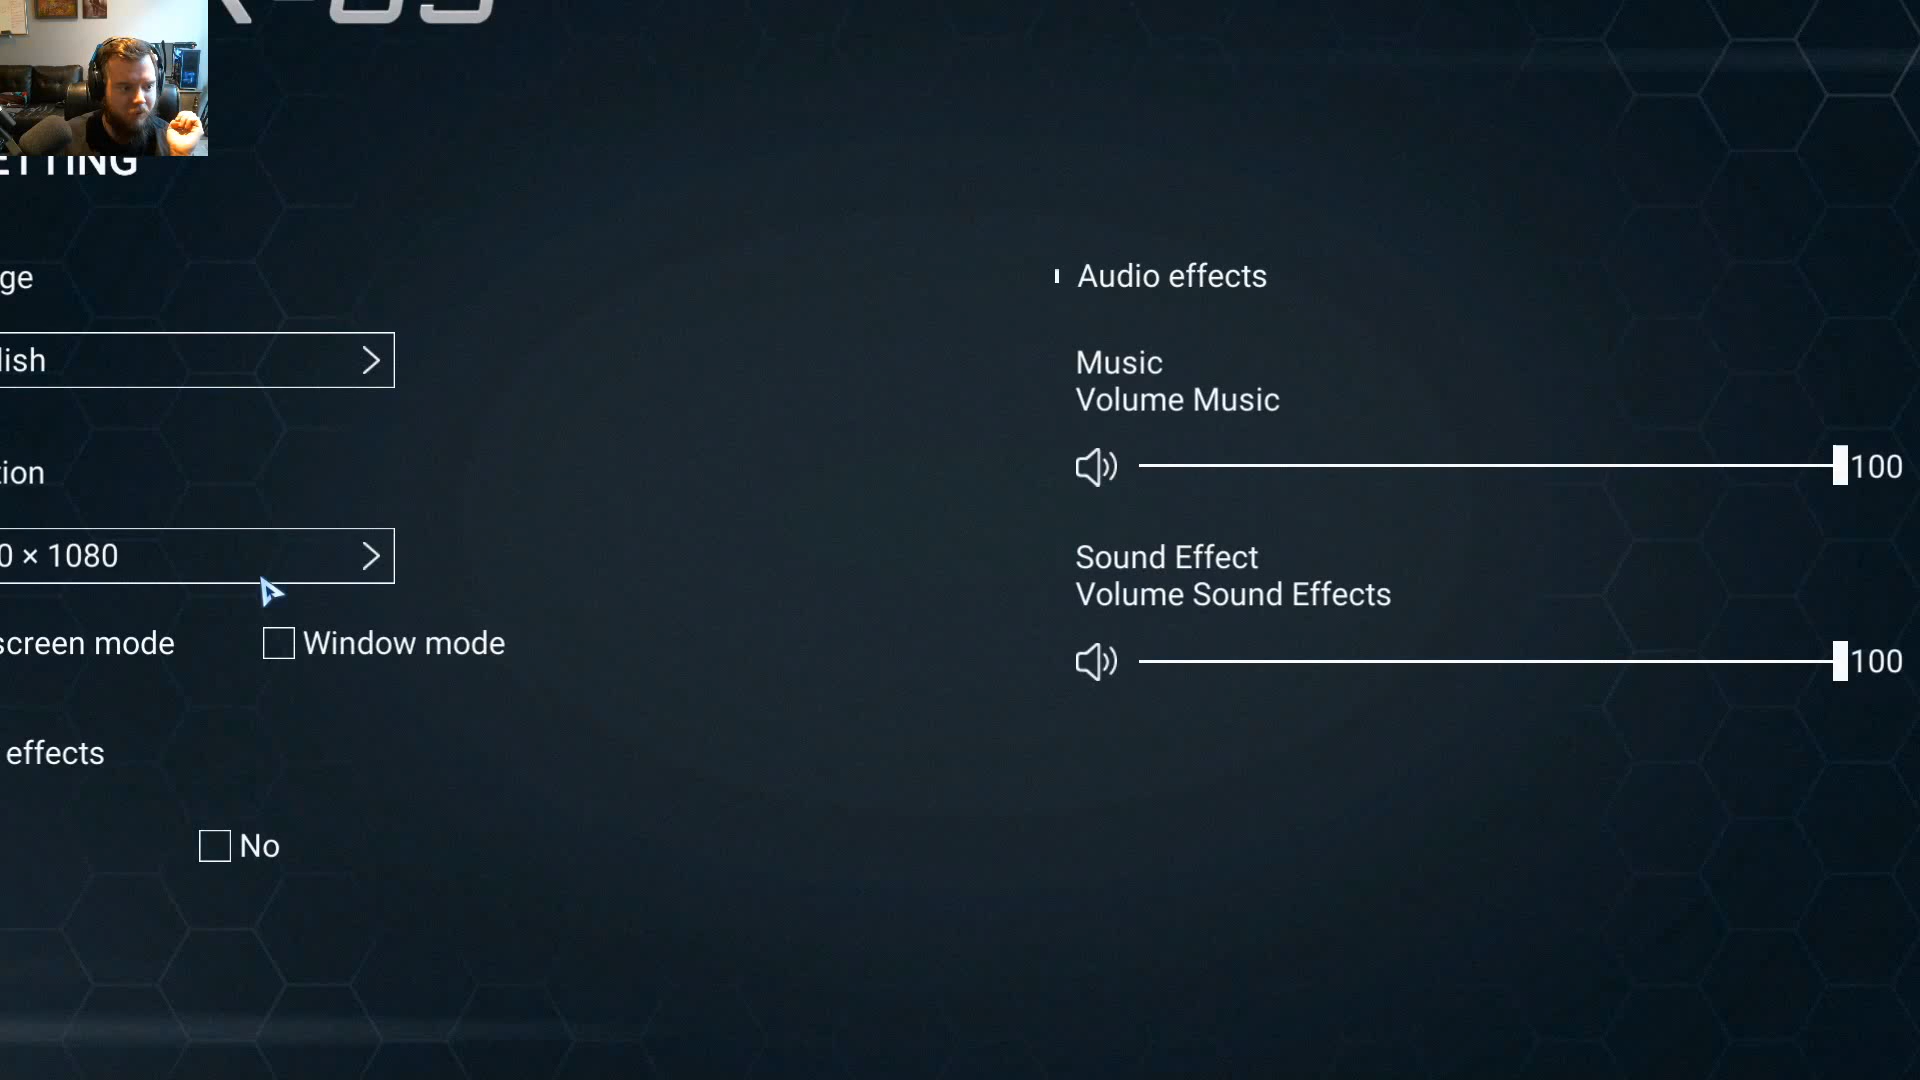 ETTING
ge
lish
tion
0 × 1080
screen mode
Window mode
effects
No
Audio effects
Music
Volume Music
100
Sound Effect
Volume Sound Effects
100